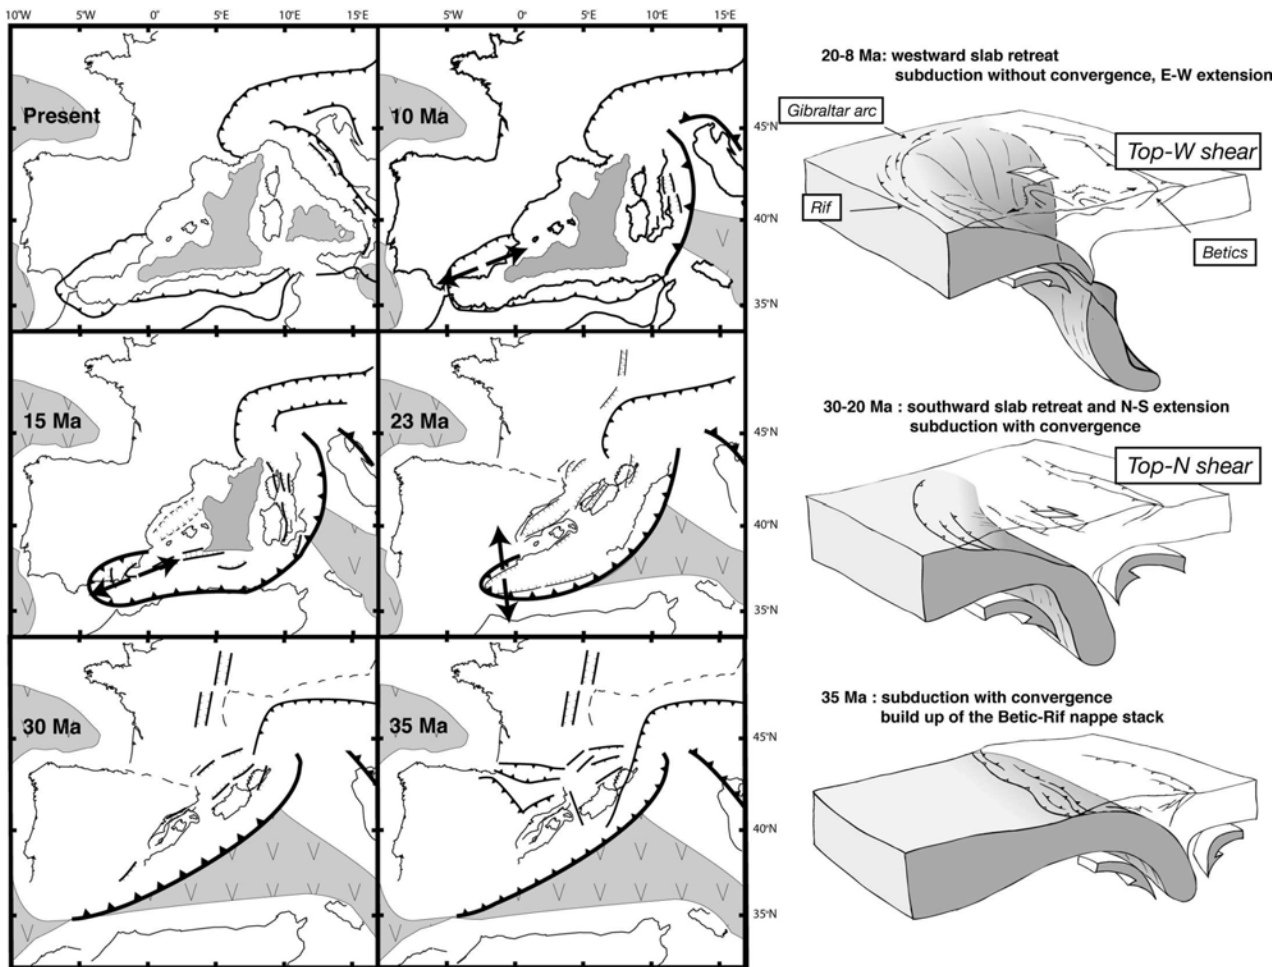 10°W 5°W 0° 5°E 10°E 15°E
5°W 0° 5°E 10°E 15°E
Present
10 Ma
45°N
40°N
35°N
15 Ma
23 Ma
45°N
40°N
35°N
30 Ma
35 Ma
45°N
40°N
35°N
20-8 Ma: westward slab retreat
subduction without convergence, E-W extension
Gibraltar arc
Top-W shear
Rif
Betics
30-20 Ma : southward slab retreat and N-S extension
subduction with convergence
Top-N shear
35 Ma : subduction with convergence
build up of the Betic-Rif nappe stack